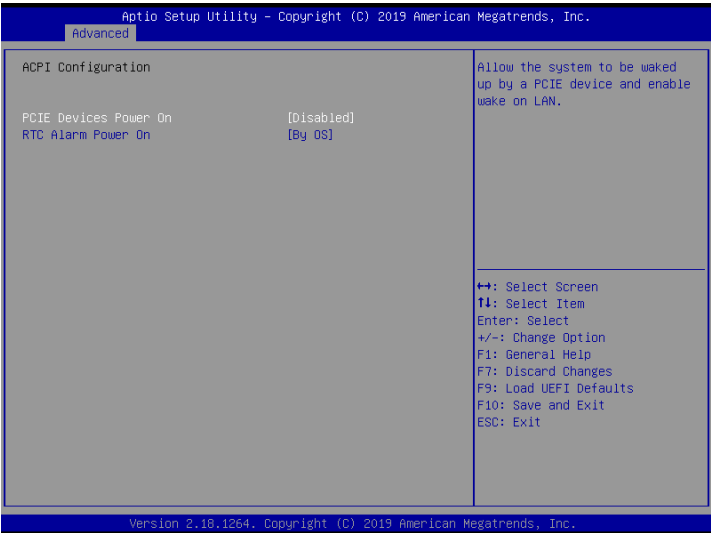 Aptio Setup Utility – Copyright (C) 2019 American Megatrends, Inc.
Advanced
ACPI Configuration
PCIE Devices Power On [Disabled]
RTC Alarm Power On [By OS]
Allow the system to be waked
up by a PCIE device and enable
wake on LAN.
↔: Select Screen
↑↓: Select Item
Enter: Select
+/-: Change Option
F1: General Help
F7: Discard Changes
F9: Load UEFI Defaults
F10: Save and Exit
ESC: Exit
Version 2.18.1264. Copyright (C) 2019 American Megatrends, Inc.